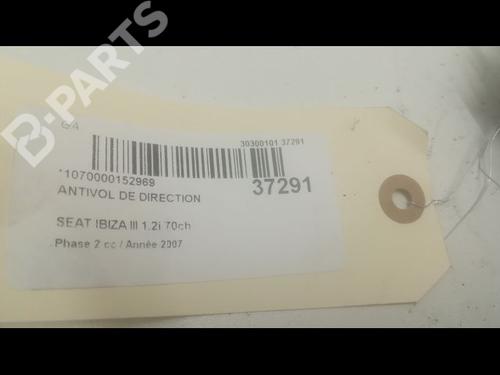 B-PARTS
GA
30300101 37291
*1070000152969
37291
ANTIVOL DE DIRECTION
SEAT IBIZA III 1.2i 70ch
Phase 2 cc / Année 2007